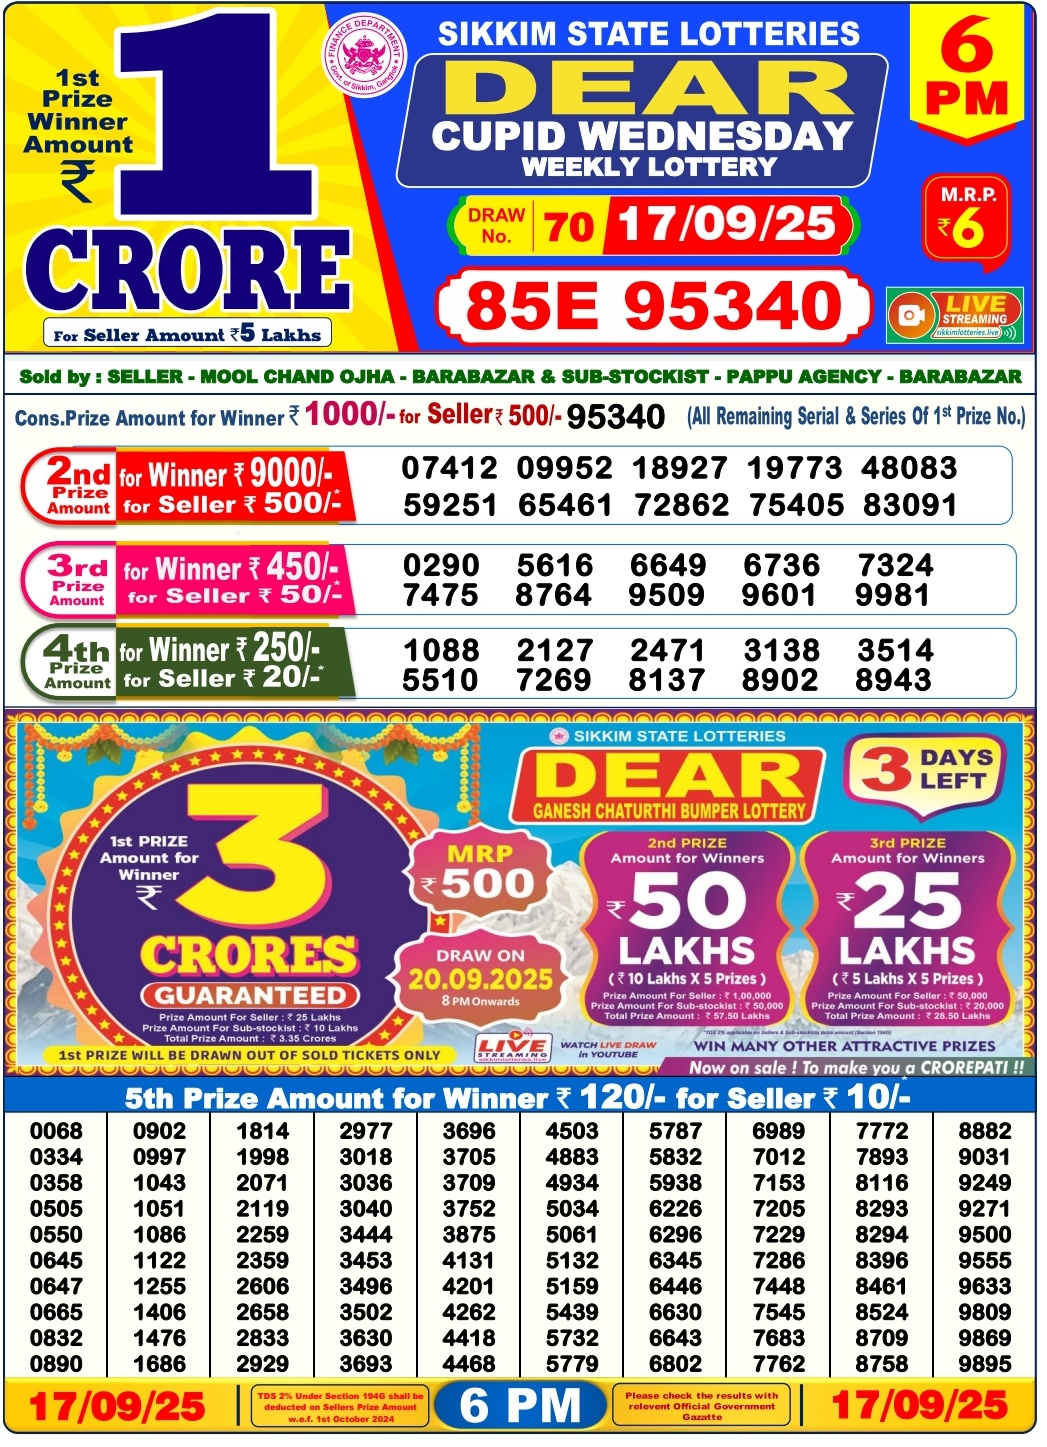 1st
Prize
Winner
Amount
₹
1
CRORE
For Seller Amount ₹5 Lakhs
FINANCE DEPARTMENT
Govt. of Sikkim, Gangtok
SIKKIM STATE LOTTERIES
DEAR
CUPID WEDNESDAY
WEEKLY LOTTERY
6
PM
DRAW No. 70 17/09/25
M.R.P.
₹6
85E 95340
LIVE
STREAMING
sikkimlotteries.live
Sold by : SELLER - MOOL CHAND OJHA - BARABAZAR & SUB-STOCKIST - PAPPU AGENCY - BARABAZAR
Cons.Prize Amount for Winner ₹ 1000/- for Seller ₹ 500/- 95340 (All Remaining Serial & Series Of 1st Prize No.)
2nd Prize Amount
for Winner ₹ 9000/-
for Seller ₹ 500/-*
07412 09952 18927 19773 48083
59251 65461 72862 75405 83091
3rd Prize Amount
for Winner ₹ 450/-
for Seller ₹ 50/-*
0290 5616 6649 6736 7324
7475 8764 9509 9601 9981
4th Prize Amount
for Winner ₹ 250/-
for Seller ₹ 20/-*
1088 2127 2471 3138 3514
5510 7269 8137 8902 8943
SIKKIM STATE LOTTERIES
DEAR
GANESH CHATURTHI BUMPER LOTTERY
3 DAYS LEFT
1st PRIZE
Amount for
Winner
₹
3
CRORES
GUARANTEED
Prize Amount For Seller : ₹ 25 Lakhs
Prize Amount For Sub-stockist : ₹ 10 Lakhs
Total Prize Amount : ₹ 3.35 Crores
1st PRIZE WILL BE DRAWN OUT OF SOLD TICKETS ONLY
MRP
₹500
DRAW ON
20.09.2025
8 PM Onwards
2nd PRIZE
Amount for Winners
₹50
LAKHS
( ₹ 10 Lakhs X 5 Prizes )
Prize Amount For Seller : ₹ 1,00,000
Prize Amount For Sub-stockist : ₹ 50,000
Total Prize Amount : ₹ 57.50 Lakhs
3rd PRIZE
Amount for Winners
₹25
LAKHS
( ₹ 5 Lakhs X 5 Prizes )
Prize Amount For Seller : ₹ 50,000
Prize Amount For Sub-stockist : ₹ 20,000
Total Prize Amount : ₹ 28.50 Lakhs
*TDS 2% applicable on Sellers & Sub-stockists prize amount (Section 194G)
LIVE
STREAMING
sikkimlotteries.live
WATCH LIVE DRAW
in YOUTUBE
WIN MANY OTHER ATTRACTIVE PRIZES
Now on sale ! To make you a CROREPATI !!
5th Prize Amount for Winner ₹ 120/- for Seller ₹ 10/-*
0068 0902 1814 2977 3696 4503 5787 6989 7772 8882
0334 0997 1998 3018 3705 4883 5832 7012 7893 9031
0358 1043 2071 3036 3709 4934 5938 7153 8116 9249
0505 1051 2119 3040 3752 5034 6226 7205 8293 9271
0550 1086 2259 3444 3875 5061 6296 7229 8294 9500
0645 1122 2359 3453 4131 5132 6345 7286 8396 9555
0647 1255 2606 3496 4201 5159 6446 7448 8461 9633
0665 1406 2658 3502 4262 5439 6630 7545 8524 9809
0832 1476 2833 3630 4418 5732 6643 7683 8709 9869
0890 1686 2929 3693 4468 5779 6802 7762 8758 9895
17/09/25
TDS 2% Under Section 194G shall be
deducted on Sellers Prize Amount
w.e.f. 1st October 2024
6 PM
Please check the results with
relevent Official Government
Gazatte
17/09/25